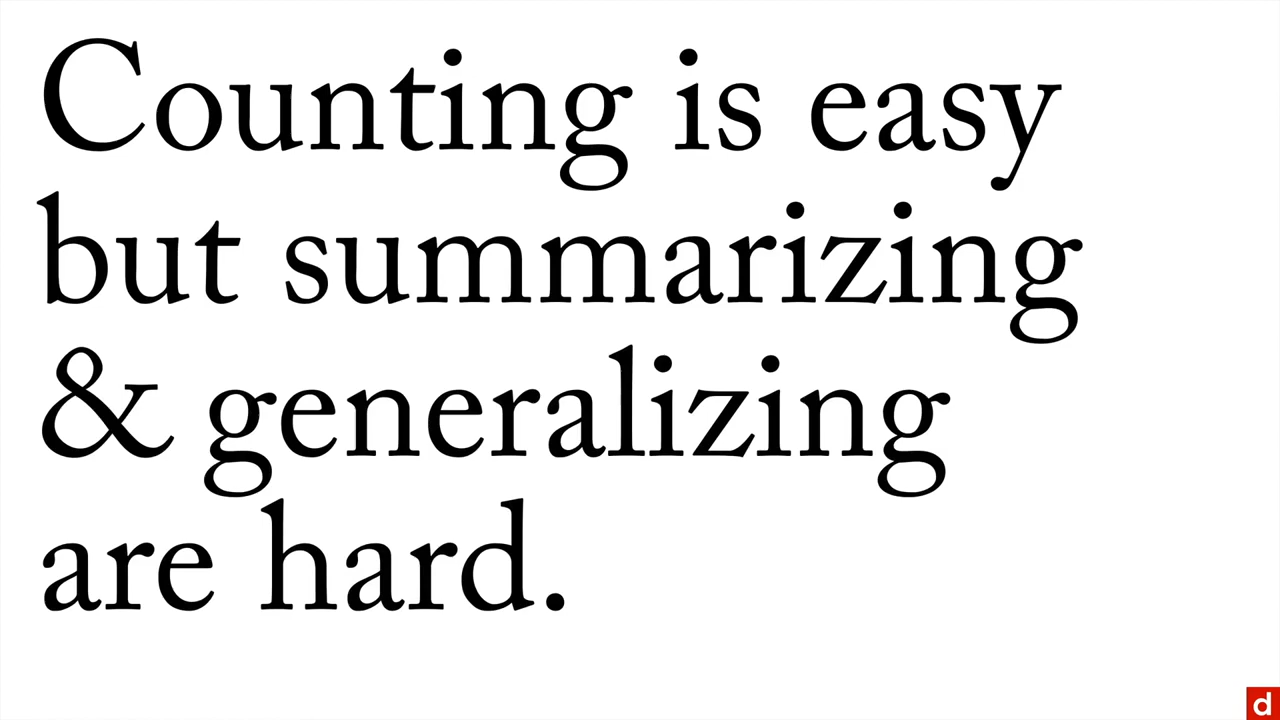 Counting is easy
but summarizing
& generalizing
are hard.
d